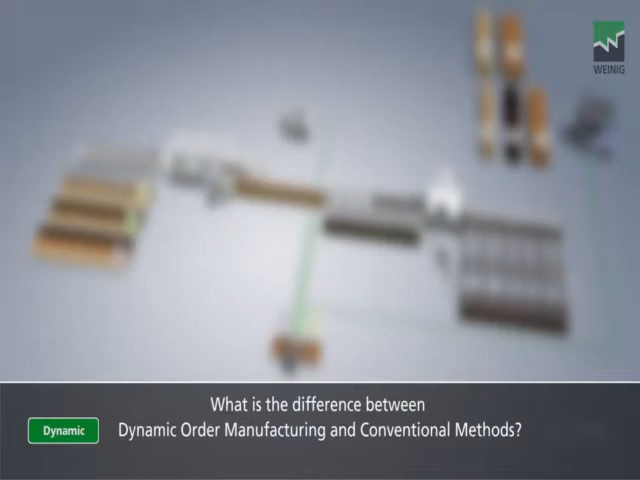 WEINIG
What is the difference between
Dynamic
Dynamic Order Manufacturing and Conventional Methods?